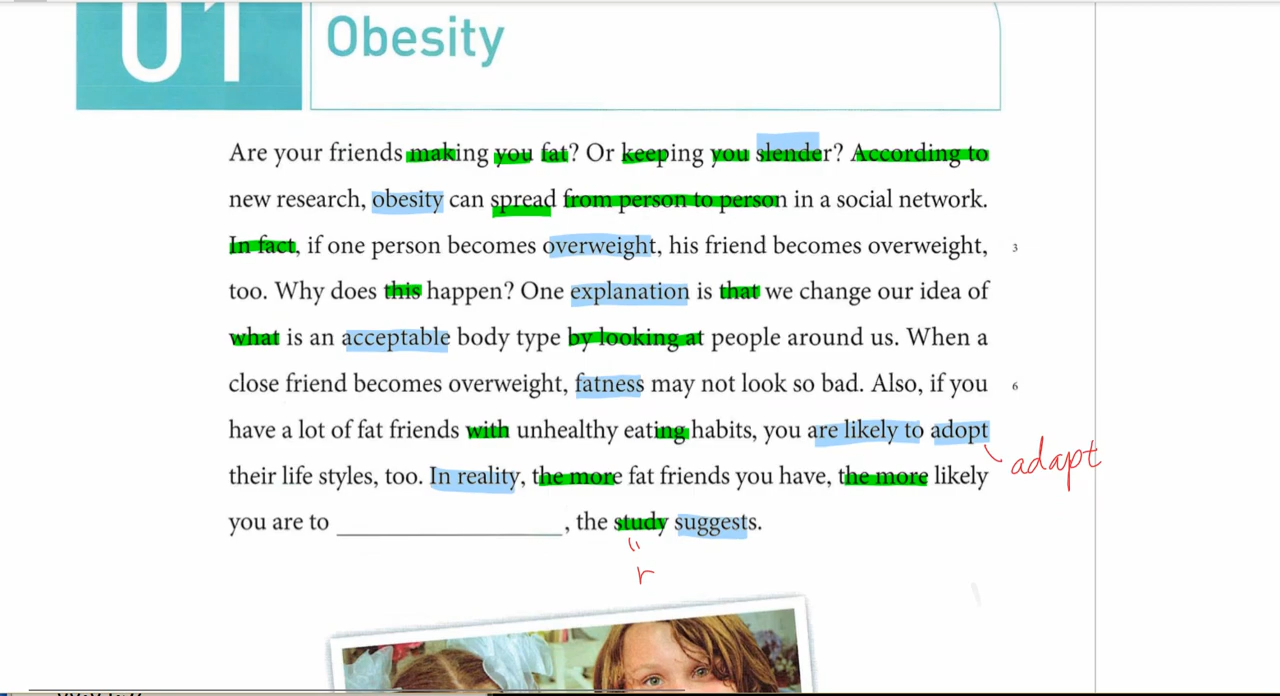 01
Obesity
Are your friends making you fat? Or keeping you slender? According to
new research, obesity can spread from person to person in a social network.
In fact, if one person becomes overweight, his friend becomes overweight,
3
too. Why does this happen? One explanation is that we change our idea of
what is an acceptable body type by looking at people around us. When a
close friend becomes overweight, fatness may not look so bad. Also, if you
6
have a lot of fat friends with unhealthy eating habits, you are likely to adopt
adapt
their life styles, too. In reality, the more fat friends you have, the more likely
you are to ____________________, the study suggests.
"
r